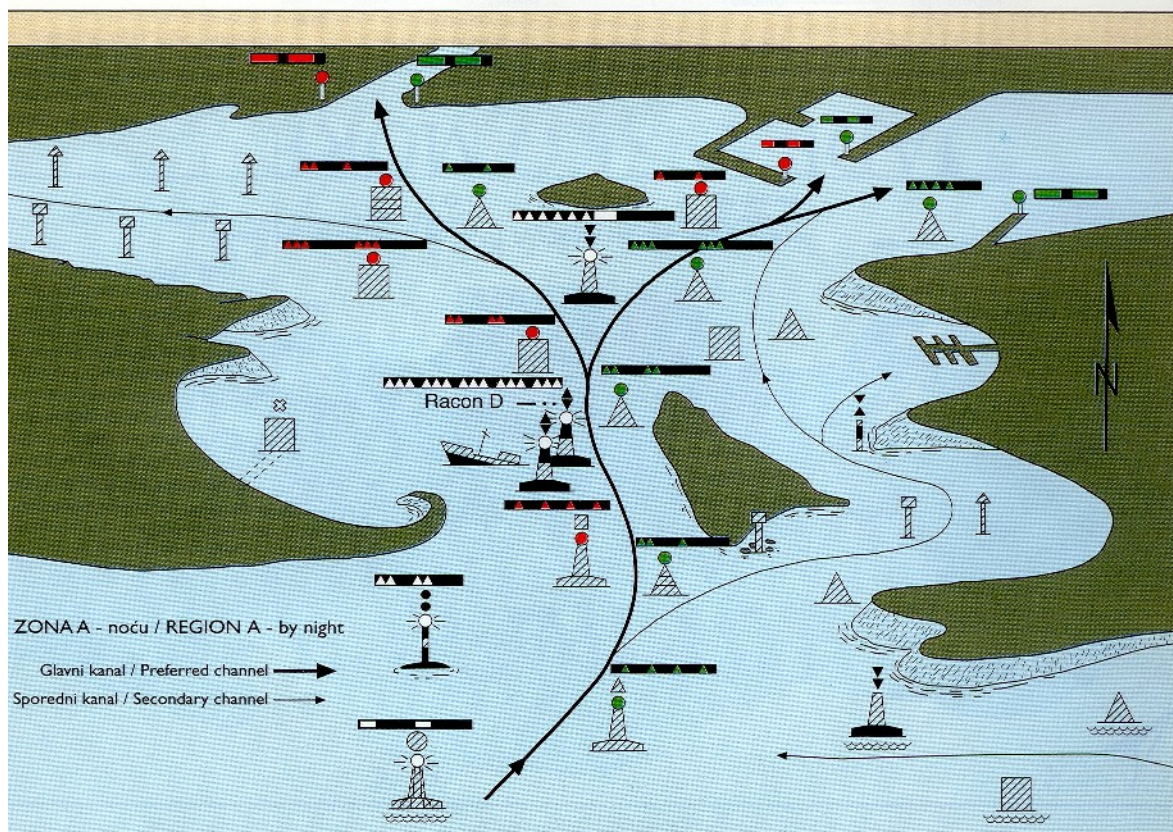 Racon D
ZONA A - noću / REGION A - by night
Glavni kanal / Preferred channel
Sporedni kanal / Secondary channel
N